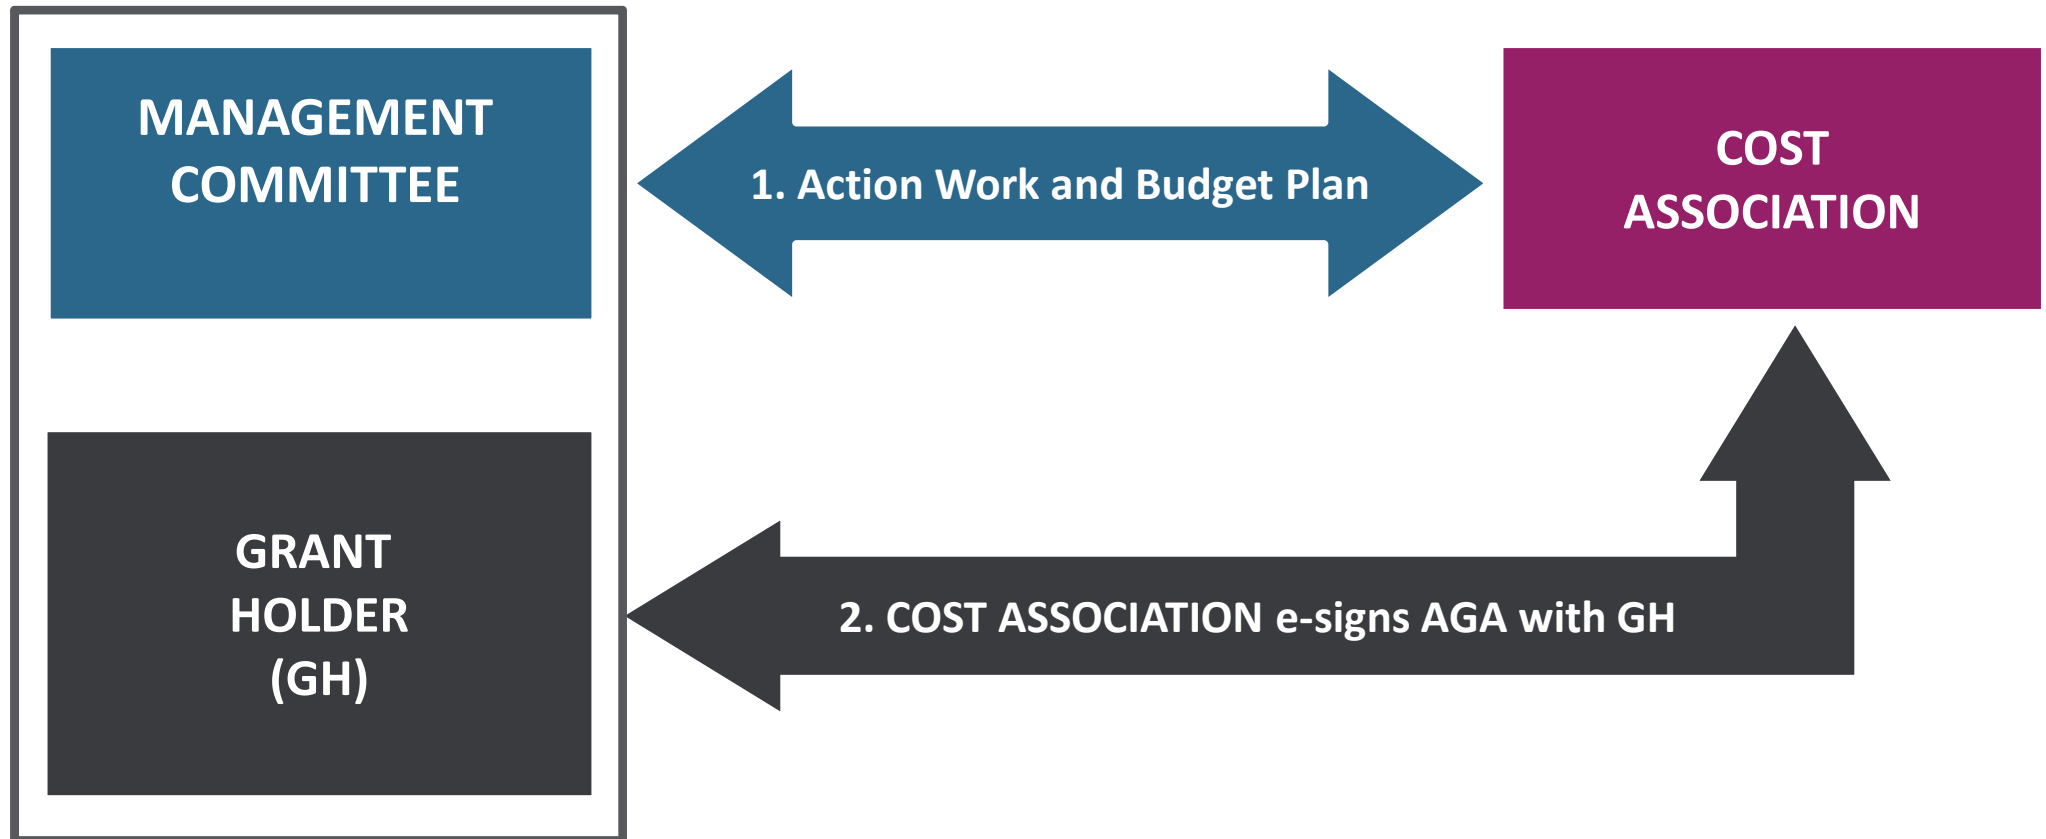 MANAGEMENT
COMMITTEE
1. Action Work and Budget Plan
COST
ASSOCIATION
GRANT
HOLDER
(GH)
2. COST ASSOCIATION e-signs AGA with GH